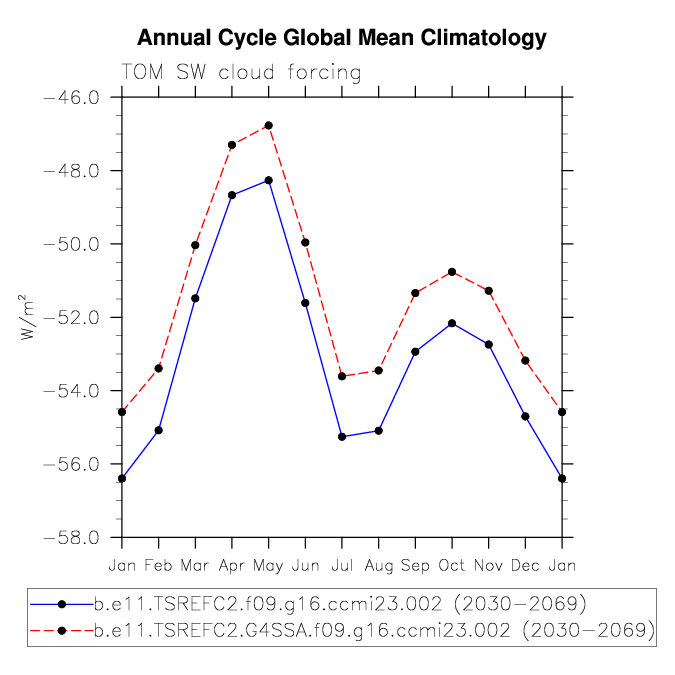 Annual Cycle Global Mean Climatology
TOM SW cloud forcing
-46.0
-48.0
-50.0
-52.0
-54.0
-56.0
-58.0
W/m²
Jan Feb Mar Apr May Jun Jul Aug Sep Oct Nov Dec Jan
b.e11.TSREFC2.f09.g16.ccmi23.002 (2030-2069)
b.e11.TSREFC2.G4SSA.f09.g16.ccmi23.002 (2030-2069)